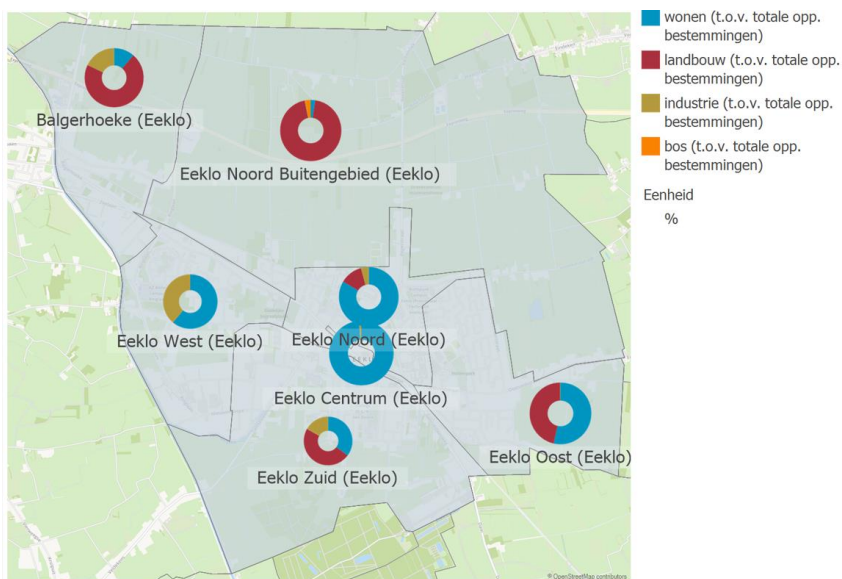 wonen (t.o.v. totale opp.
bestemmingen)
landbouw (t.o.v. totale opp.
bestemmingen)
industrie (t.o.v. totale opp.
bestemmingen)
bos (t.o.v. totale opp.
bestemmingen)
Eenheid
%
Balgerhoeke (Eeklo)
Eeklo Noord Buitengebied (Eeklo)
Eeklo West (Eeklo)
Eeklo Noord (Eeklo)
Eeklo Centrum (Eeklo)
Eeklo Zuid (Eeklo)
Eeklo Oost (Eeklo)
© OpenStreetMap contributors